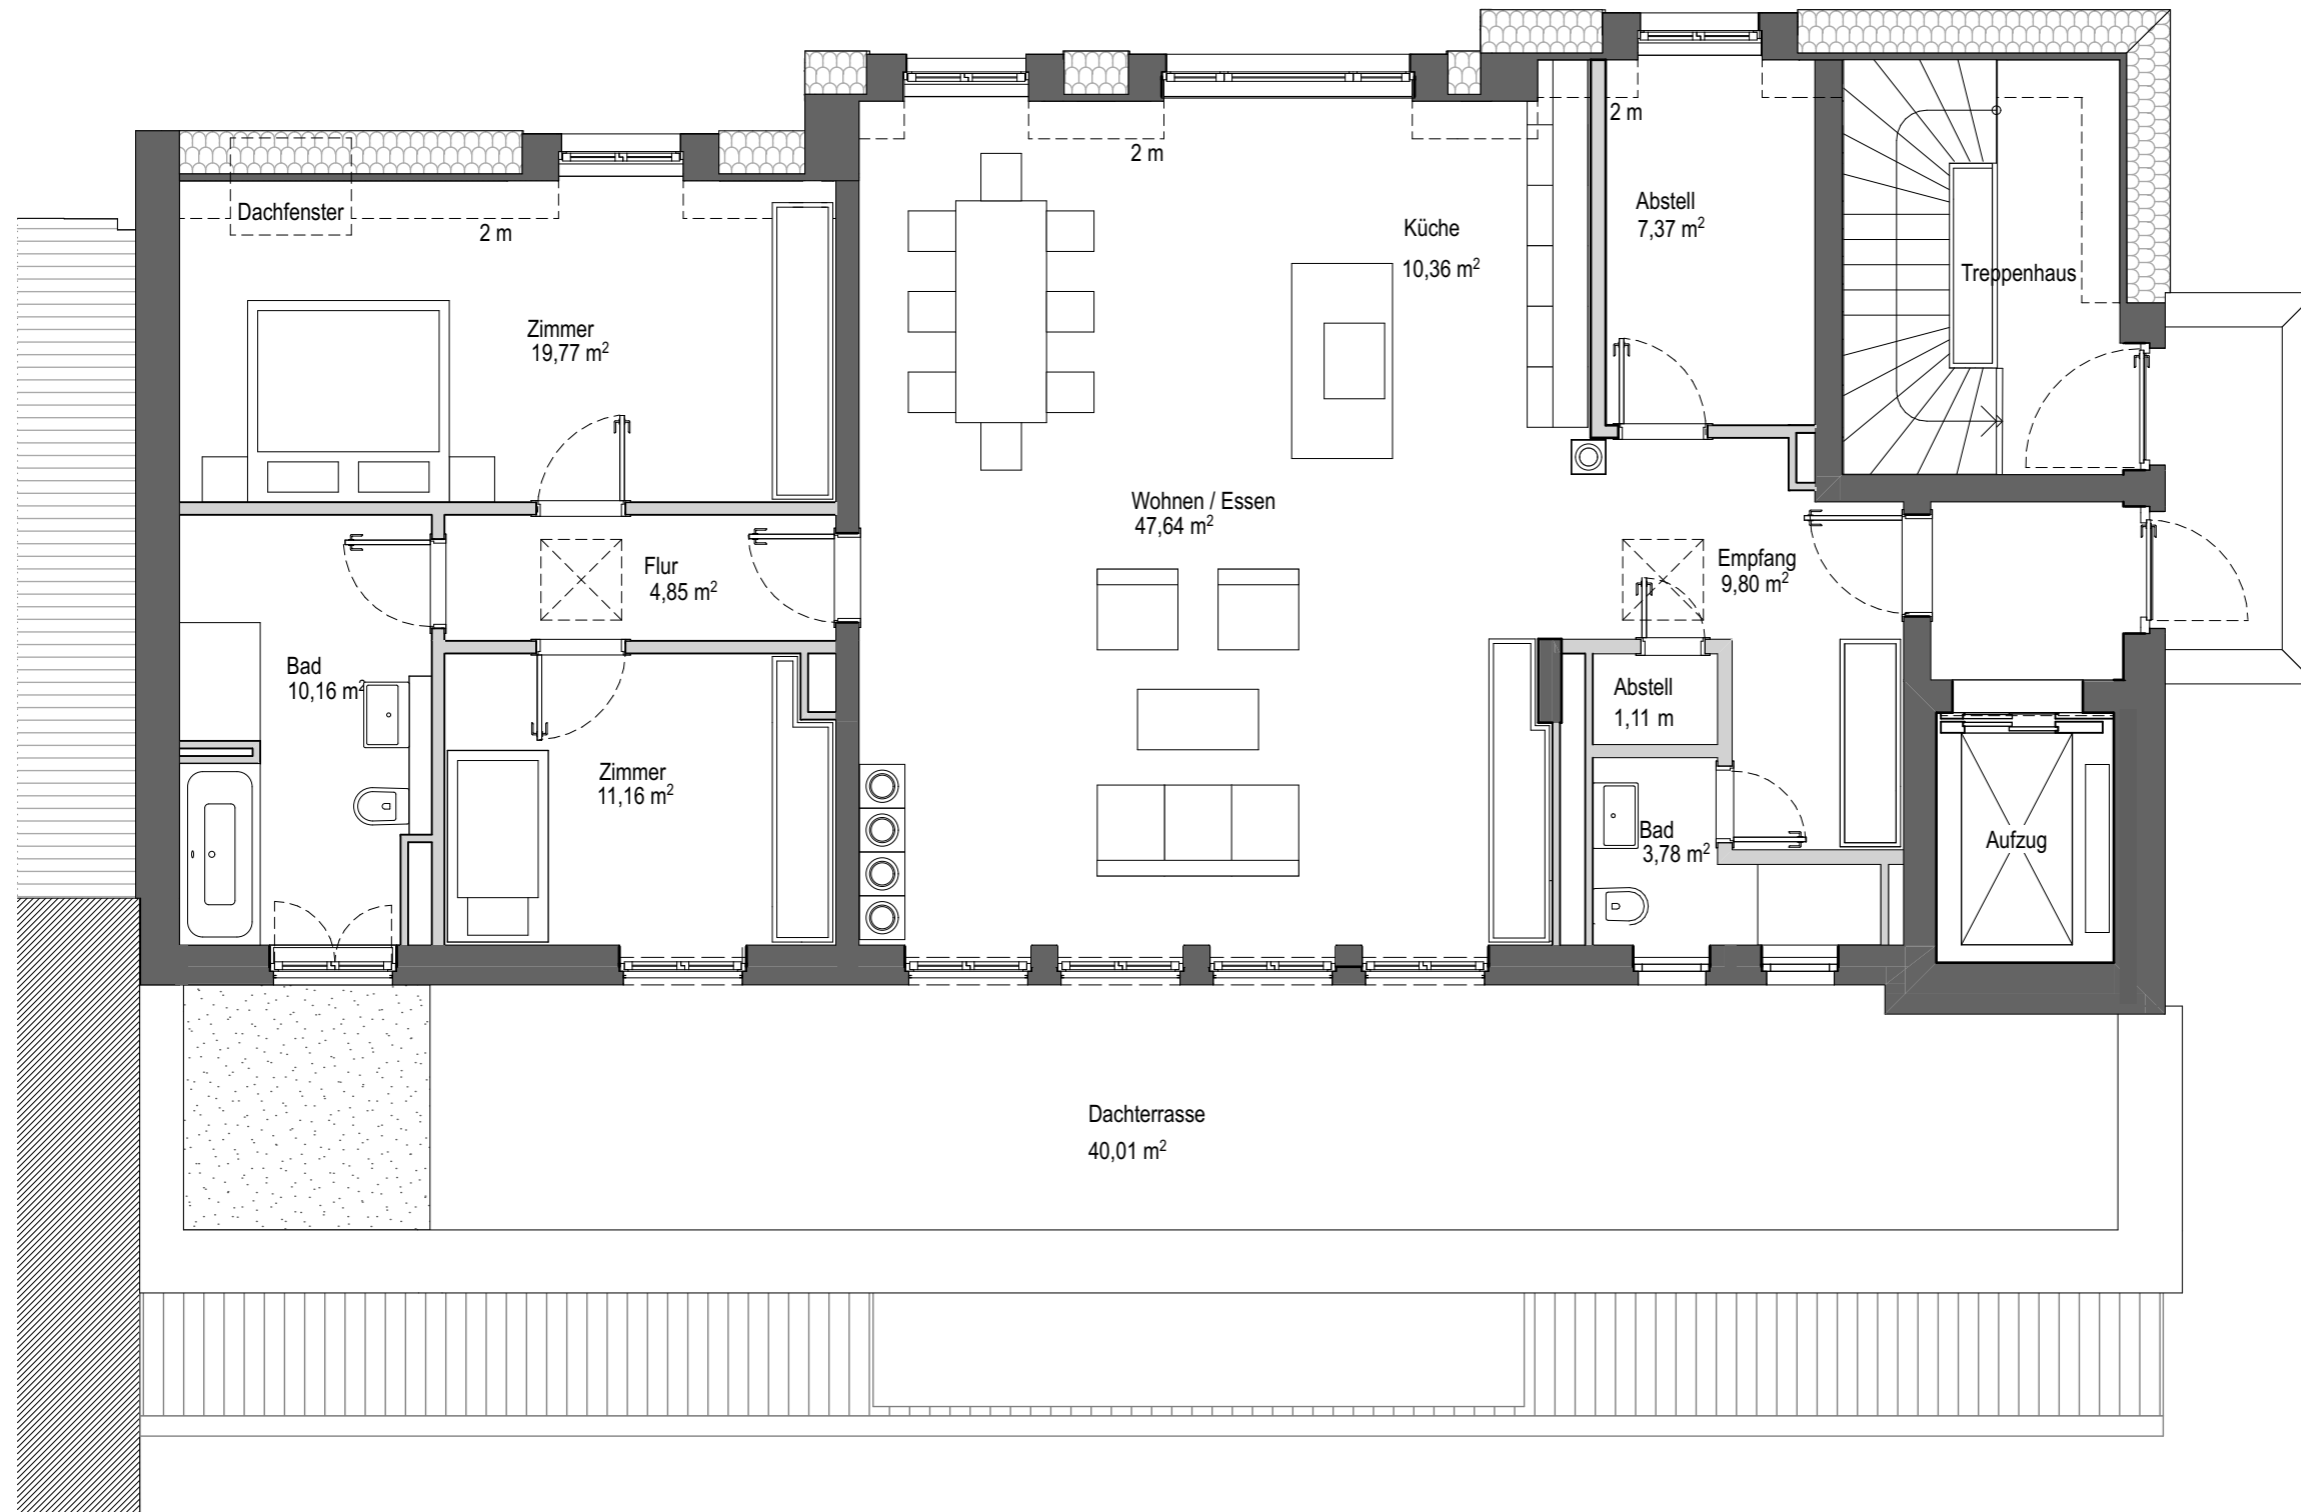 2 m
2 m
Dachfenster
2 m
Abstell
7,37 m²
Küche
10,36 m²
Treppenhaus
Zimmer
19,77 m²
Wohnen / Essen
47,64 m²
Flur
4,85 m²
Empfang
9,80 m²
Bad
10,16 m²
Abstell
1,11 m
Zimmer
11,16 m²
Bad
3,78 m²
Aufzug
Dachterrasse
40,01 m²